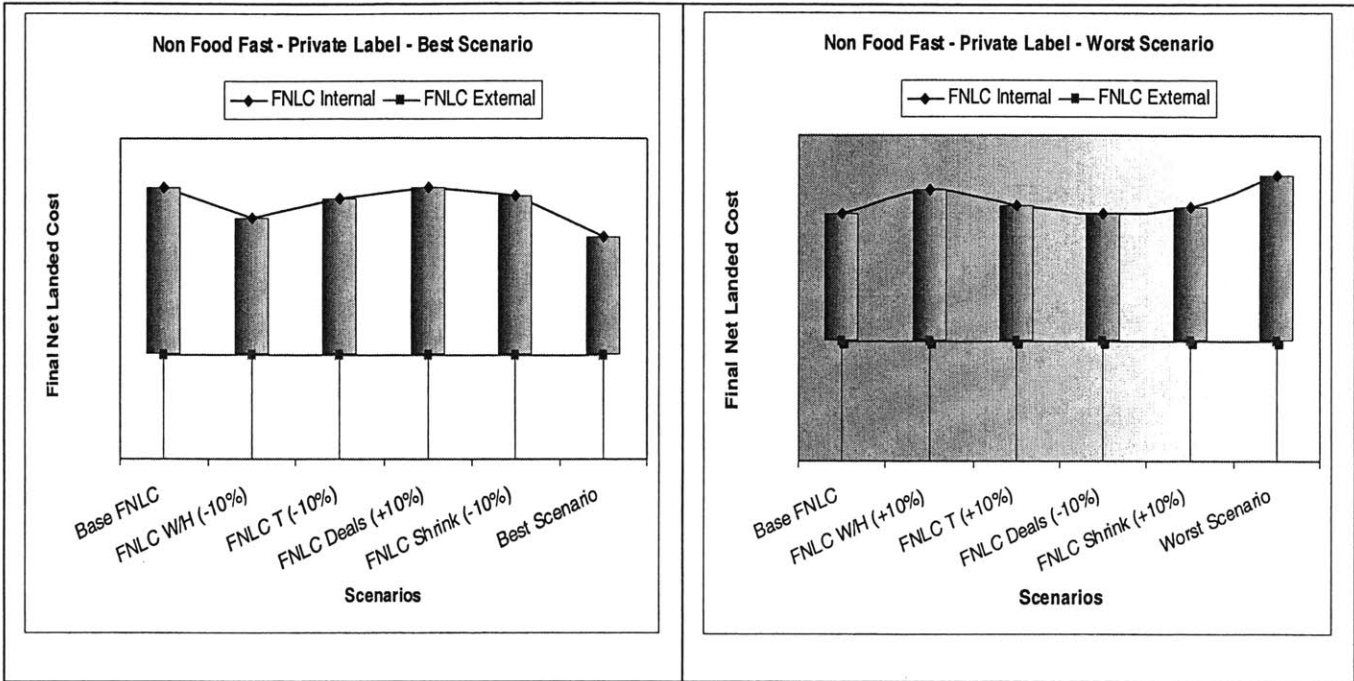 Non Food Fast - Private Label - Best Scenario
FNLC Internal FNLC External
Final Net Landed Cost
Base FNLC
FNLC W/H (-10%)
FNLC T (-10%)
FNLC Deals (+10%)
FNLC Shrink (-10%)
Best Scenario
Scenarios
Non Food Fast - Private Label - Worst Scenario
FNLC Internal FNLC External
Final Net Landed Cost
Base FNLC
FNLC W/H (+10%)
FNLC T (+10%)
FNLC Deals (-10%)
FNLC Shrink (+10%)
Worst Scenario
Scenarios